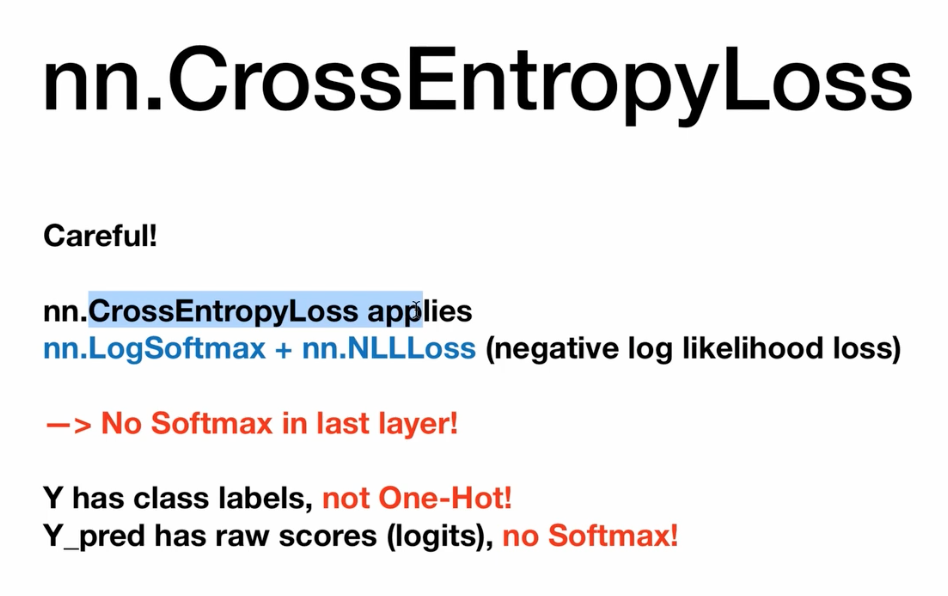 nn.CrossEntropyLoss
Careful!
nn.CrossEntropyLoss applies
nn.LogSoftmax + nn.NLLLoss (negative log likelihood loss)
—> No Softmax in last layer!
Y has class labels, not One-Hot!
Y_pred has raw scores (logits), no Softmax!